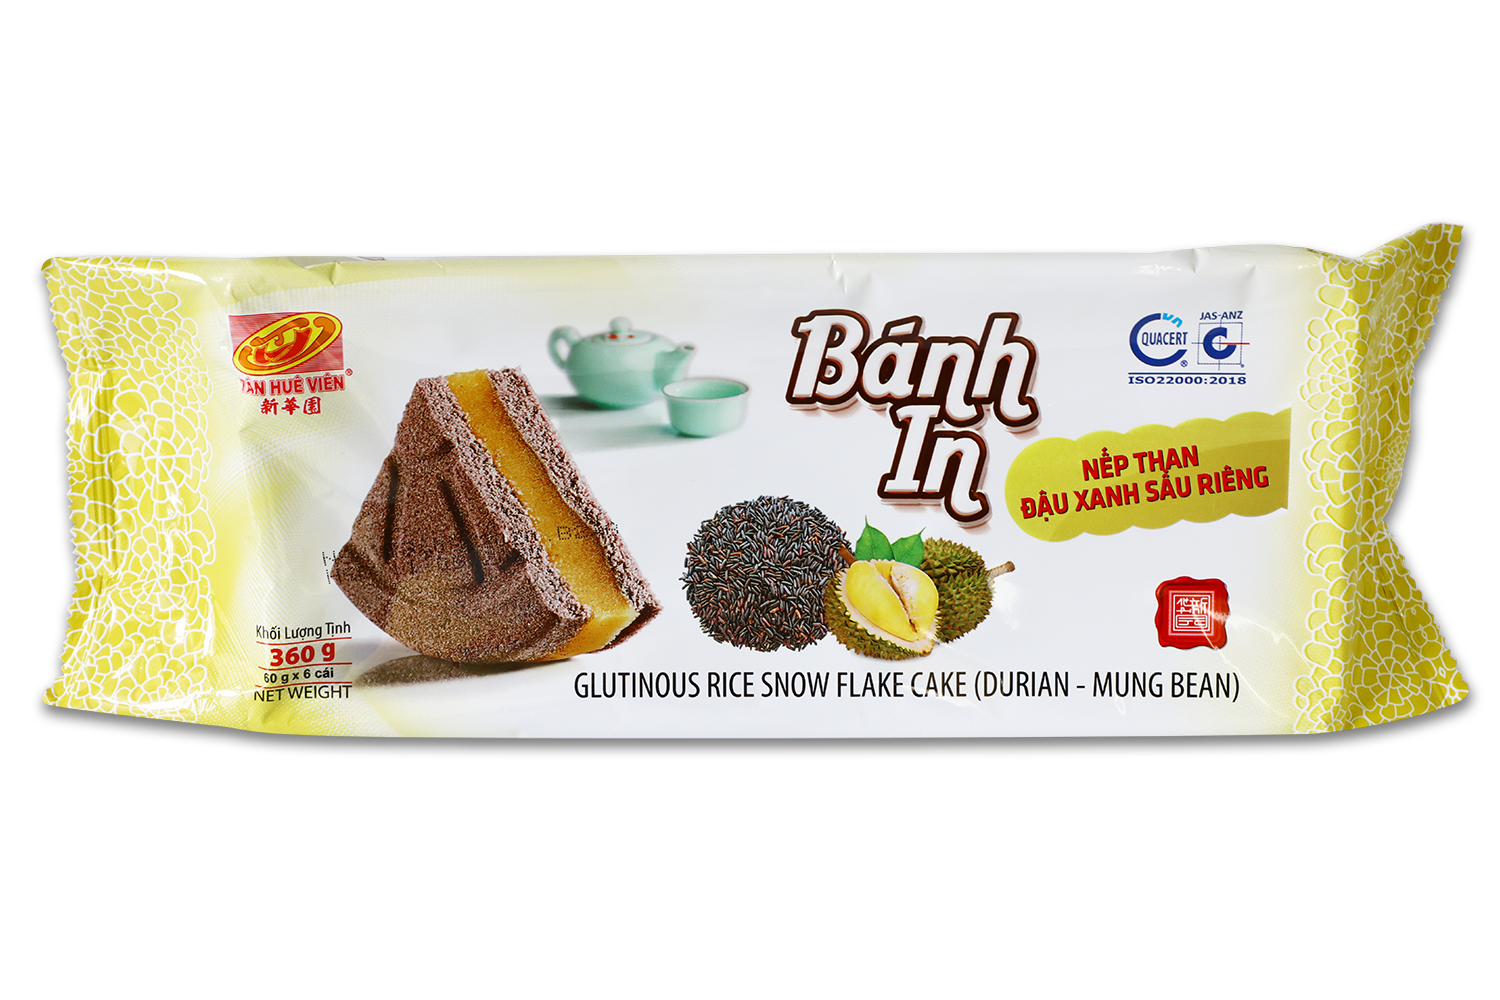 TÂN HUÊ VIÊN®
新華園
Bánh
In
QUACERT
®
JAS-ANZ
ISO22000:2018
NẾP THAN
ĐẬU XANH SẦU RIÊNG
Khối Lượng Tịnh
360 g
60 g x 6 cái
NET WEIGHT
GLUTINOUS RICE SNOW FLAKE CAKE (DURIAN - MUNG BEAN)